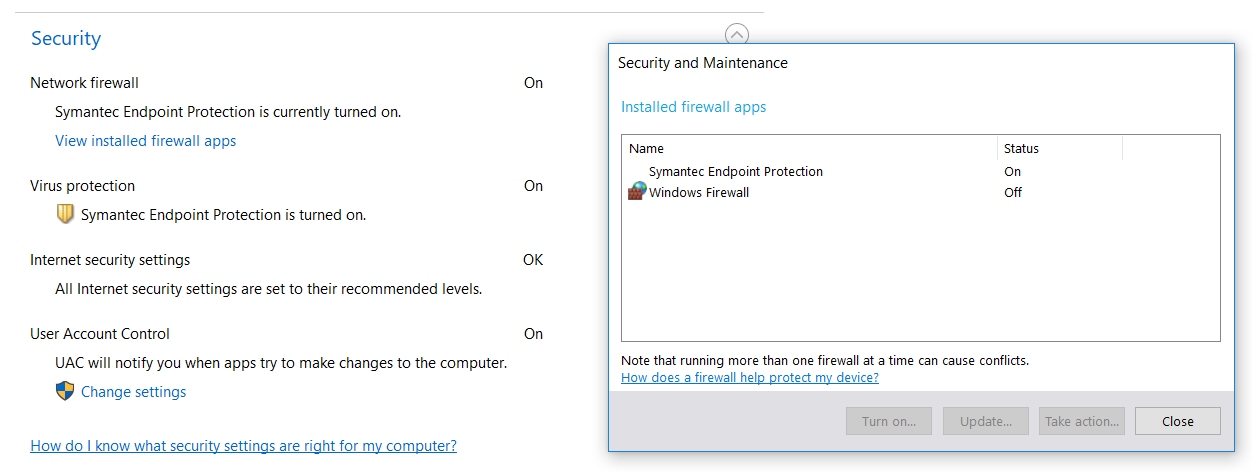 Security
Network firewall On
Symantec Endpoint Protection is currently turned on.
View installed firewall apps
Virus protection On
Symantec Endpoint Protection is turned on.
Internet security settings OK
All Internet security settings are set to their recommended levels.
User Account Control On
UAC will notify you when apps try to make changes to the computer.
Change settings
How do I know what security settings are right for my computer?
Security and Maintenance
Installed firewall apps
Name Status
Symantec Endpoint Protection On
Windows Firewall Off
Note that running more than one firewall at a time can cause conflicts.
How does a firewall help protect my device?
Turn on... Update... Take action... Close